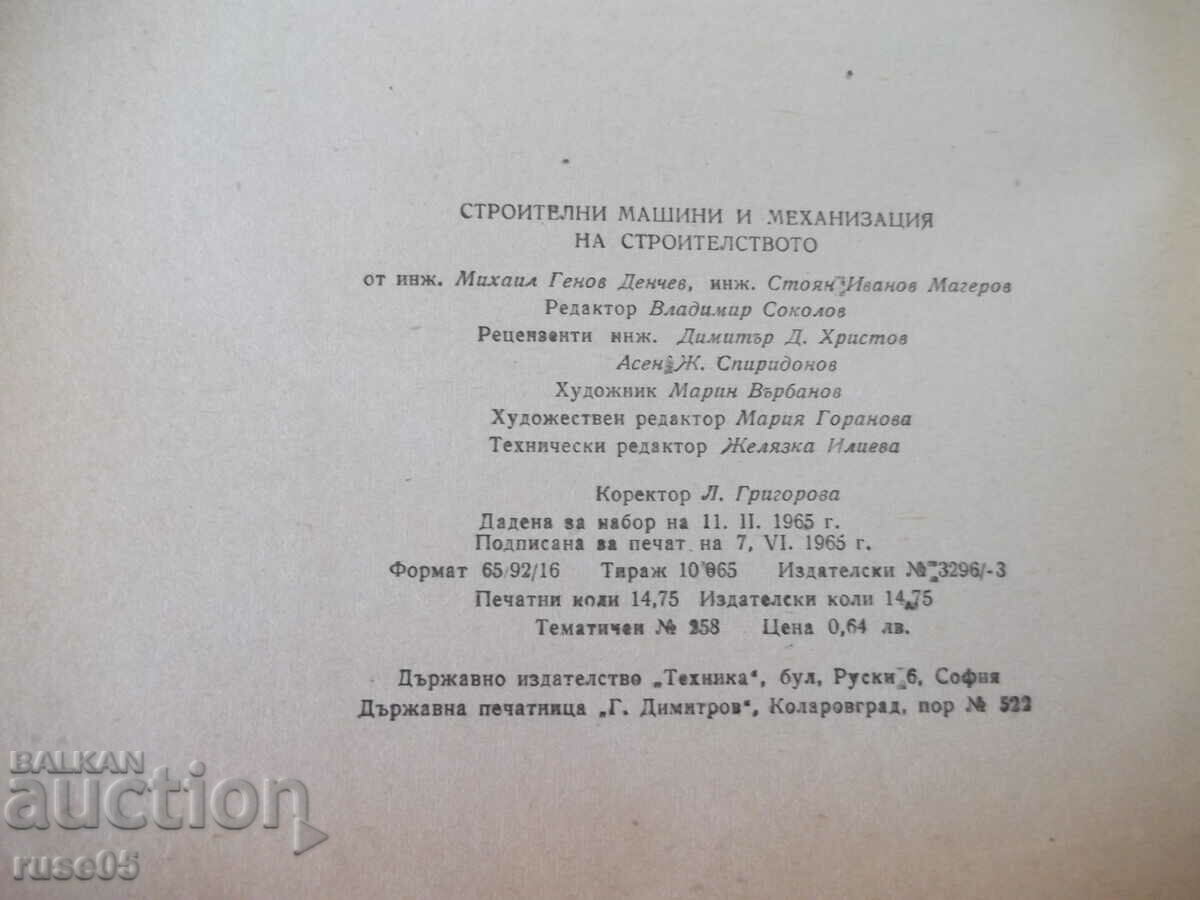 СТРОИТЕЛНИ МАШИНИ И МЕХАНИЗАЦИЯ
НА СТРОИТЕЛСТВОТО
от инж. Михаил Генов Денчев, инж. Стоян Иванов Магеров
Редактор Владимир Соколов
Рецензенти инж. Димитър Д. Христов
Асен Ж. Спиридонов
Художник Марин Върбанов
Художествен редактор Мария Горанова
Технически редактор Желязка Илиева
Коректор Л. Григорова
Дадена за набор на 11. II. 1965 г.
Подписана за печат на 7, VI. 1965 г.
Формат 65/92/16 Тираж 10 065 Издателски № 3296/-3
Печатни коли 14,75 Издателски коли 14,75
Тематичен № 258 Цена 0,64 лв.
Държавно издателство „Техника“, бул, Руски 6, София
Държавна печатница „Г. Димитров“, Коларовград, пор № 522
BALKAN
auction
ruse05